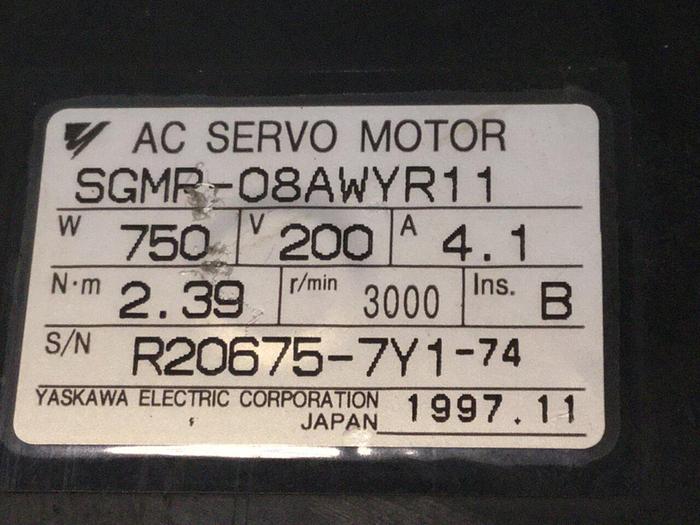 AC SERVO MOTOR
SGMP-08AWYR11
W 750 V 200 A 4.1
N·m 2.39 r/min 3000 Ins. B
S/N R20675-7Y1-74
YASKAWA ELECTRIC CORPORATION
JAPAN 1997.11